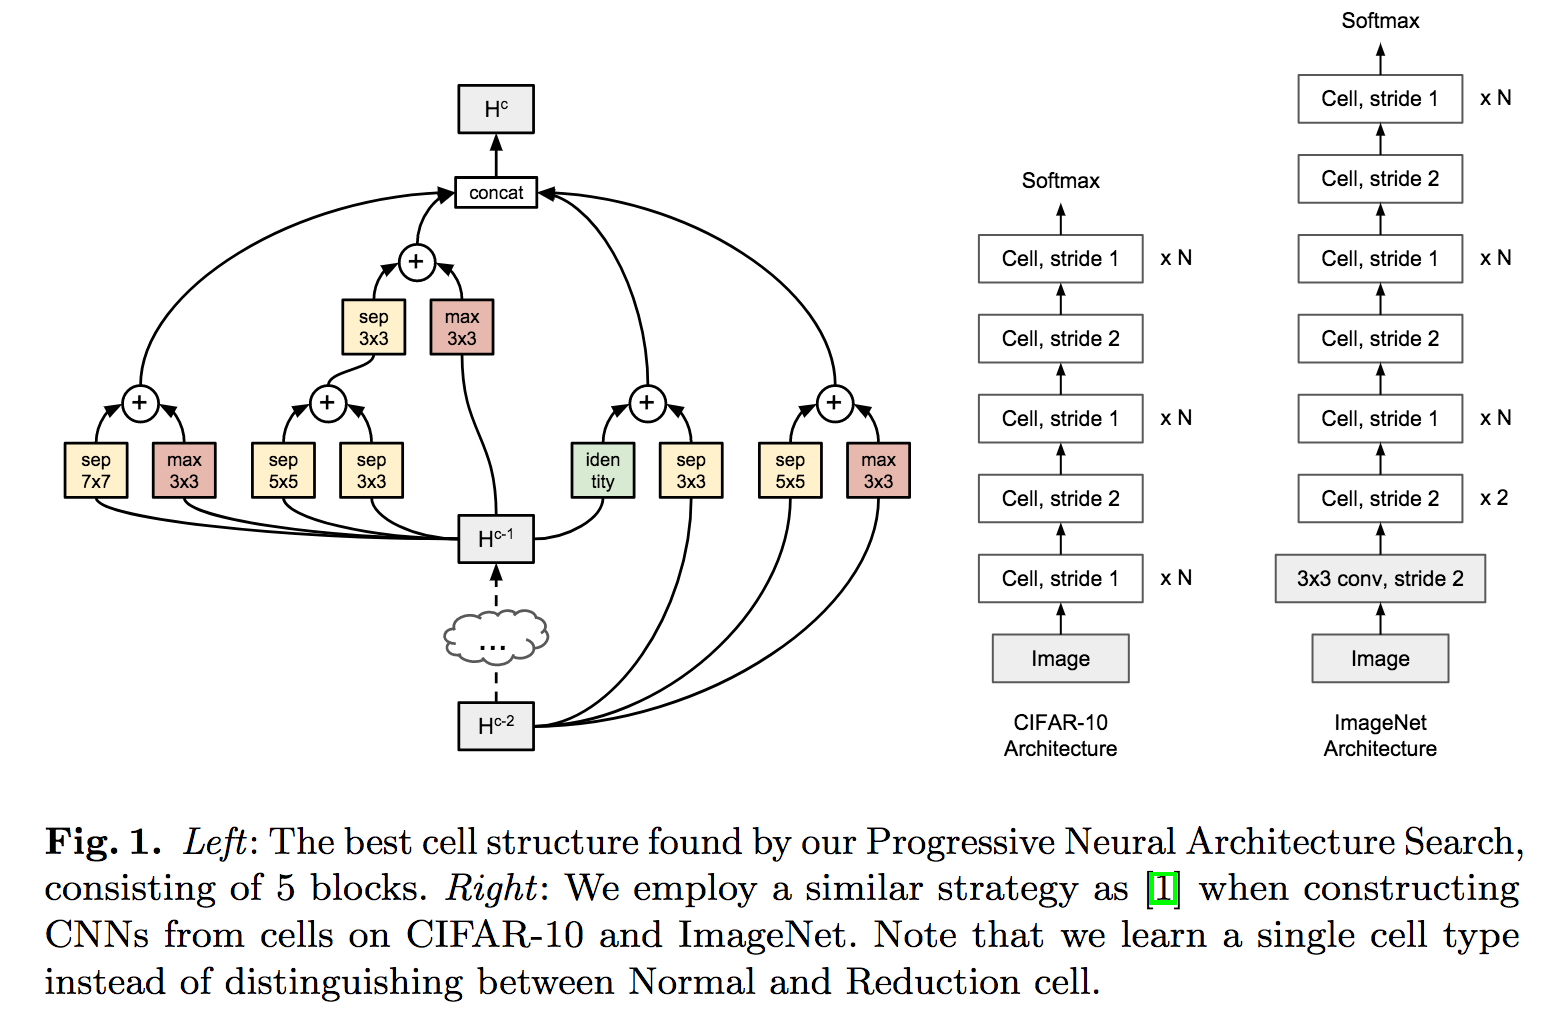 H^c
concat
+
sep
3x3
max
3x3
+
+
+
+
sep
7x7
max
3x3
sep
5x5
sep
3x3
iden
tity
sep
3x3
sep
5x5
max
3x3
H^c-1
...
H^c-2
Softmax
Cell, stride 1 x N
Cell, stride 2
Cell, stride 1 x N
Cell, stride 2
Cell, stride 1 x N
Image
CIFAR-10
Architecture
Softmax
Cell, stride 1 x N
Cell, stride 2
Cell, stride 1 x N
Cell, stride 2
Cell, stride 1 x N
Cell, stride 2 x 2
3x3 conv, stride 2
Image
ImageNet
Architecture
Fig. 1. Left: The best cell structure found by our Progressive Neural Architecture Search,
consisting of 5 blocks. Right: We employ a similar strategy as [1] when constructing
CNNs from cells on CIFAR-10 and ImageNet. Note that we learn a single cell type
instead of distinguishing between Normal and Reduction cell.